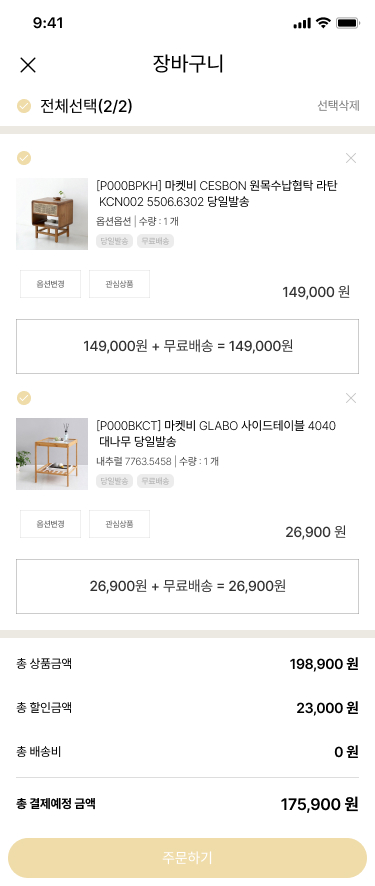 9:41
장바구니
전체선택(2/2)
선택삭제
[P000BPKH] 마켓비 CESBON 원목수납협탁 라탄
KCN002 5506.6302 당일발송
옵션옵션 | 수량 : 1 개
당일발송 무료배송
옵션변경 관심상품
149,000 원
149,000원 + 무료배송 = 149,000원
[P000BKCT] 마켓비 GLABO 사이드테이블 4040
대나무 당일발송
내추럴 7763.5458 | 수량 : 1 개
당일발송 무료배송
옵션변경 관심상품
26,900 원
26,900원 + 무료배송 = 26,900원
총 상품금액 198,900 원
총 할인금액 23,000 원
총 배송비 0 원
총 결제예정 금액 175,900 원
주문하기